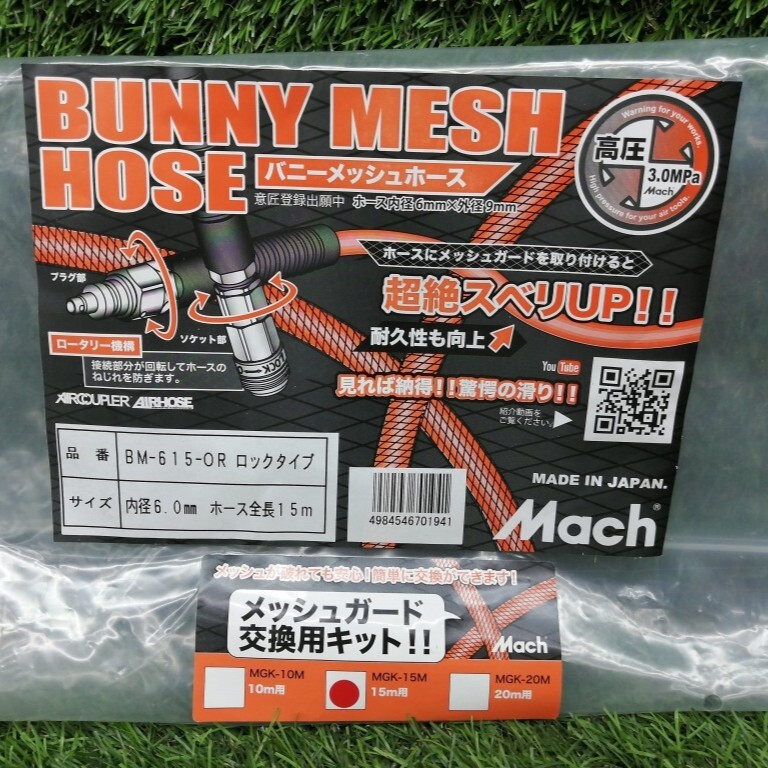 BUNNY MESH
HOSE
バニーメッシュホース
意匠登録出願中 ホース内径6mm×外径9mm
Warning for your works.
高圧
3.0MPa
Mach
High pressure for your air tools.
プラグ部
ソケット部
LOCK
ロータリー機構
接続部分が回転してホースの
ねじれを防ぎます。
AIRCOUPLER AIRHOSE
ホースにメッシュガードを取り付けると
超絶スベリUP!!
耐久性も向上
YouTube
見れば納得!!驚愕の滑り!!
紹介動画を
ご覧ください。
品番 BM-615-OR ロックタイプ
サイズ 内径6.0mm ホース全長15m
4984546701941
MADE IN JAPAN.
Mach®
メッシュが破れても安心!簡単に交換ができます!
メッシュガード
交換用キット!!
Mach
MGK-10M
10m用
MGK-15M
15m用
MGK-20M
20m用